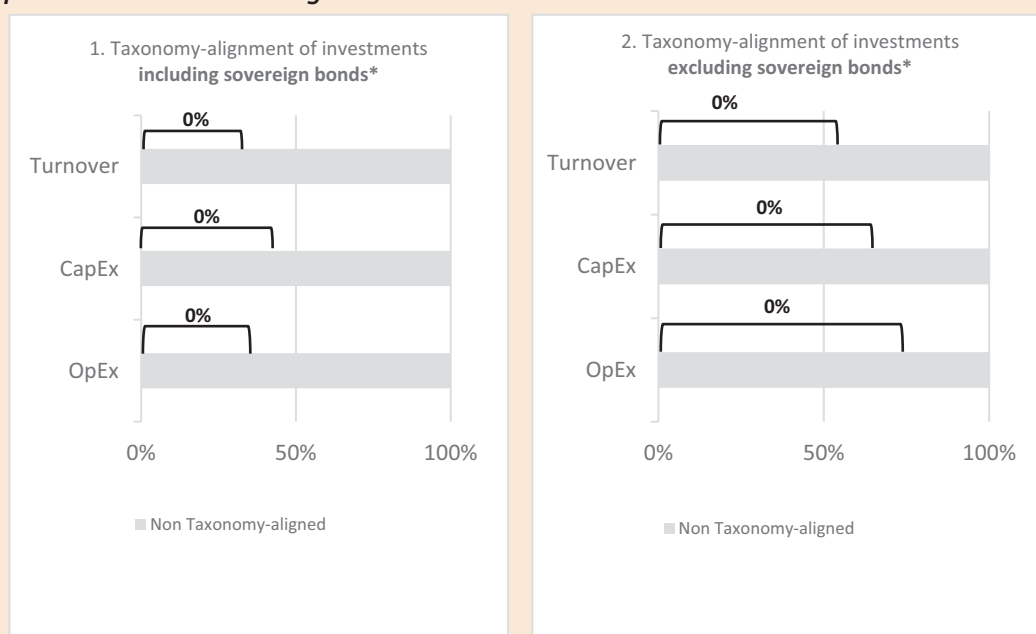 1. Taxonomy-alignment of investments
including sovereign bonds*
0%
Turnover
0%
CapEx
0%
OpEx
0%
50%
100%
Non Taxonomy-aligned
2. Taxonomy-alignment of investments
excluding sovereign bonds*
0%
Turnover
0%
CapEx
0%
OpEx
0%
50%
100%
Non Taxonomy-aligned